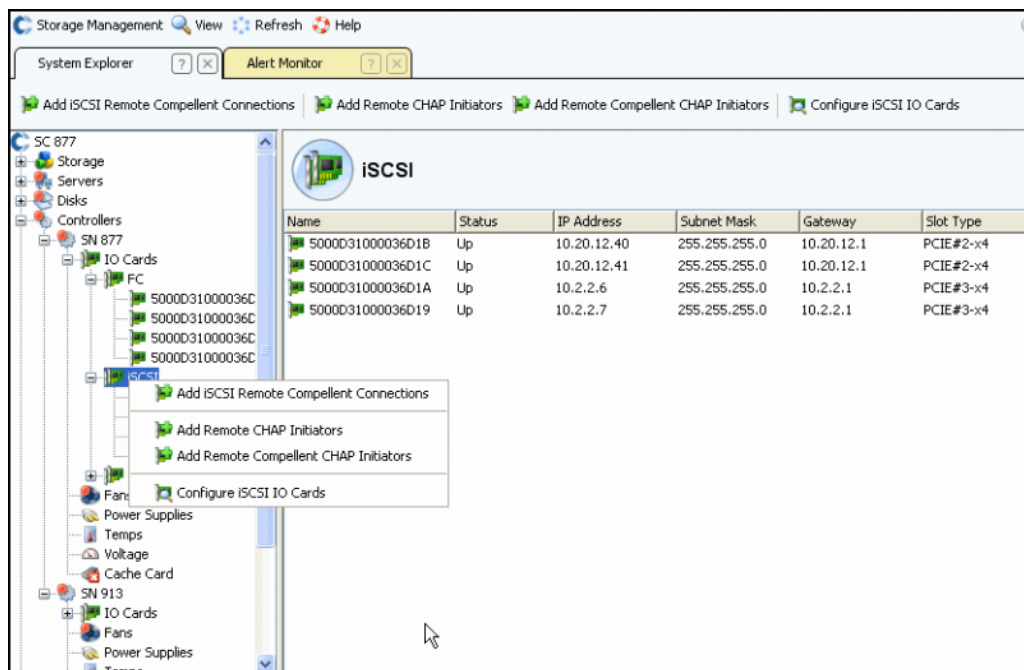 Storage Management View Refresh Help
System Explorer ? Alert Monitor ?
Add iSCSI Remote Compellent Connections Add Remote CHAP Initiators Add Remote Compellent CHAP Initiators Configure iSCSI IO Cards
SC 877
Storage
Servers
Disks
Controllers
SN 877
IO Cards
FC
5000D31000036D
5000D31000036D
5000D31000036D
5000D31000036D
iSCSI
Fans
Power Supplies
Temps
Voltage
Cache Card
SN 913
IO Cards
Fans
Power Supplies
Temps
Add iSCSI Remote Compellent Connections
Add Remote CHAP Initiators
Add Remote Compellent CHAP Initiators
Configure iSCSI IO Cards
iSCSI
Name Status IP Address Subnet Mask Gateway Slot Type
5000D31000036D1B Up 10.20.12.40 255.255.255.0 10.20.12.1 PCIE#2-x4
5000D31000036D1C Up 10.20.12.41 255.255.255.0 10.20.12.1 PCIE#2-x4
5000D31000036D1A Up 10.2.2.6 255.255.255.0 10.2.2.1 PCIE#3-x4
5000D31000036D19 Up 10.2.2.7 255.255.255.0 10.2.2.1 PCIE#3-x4